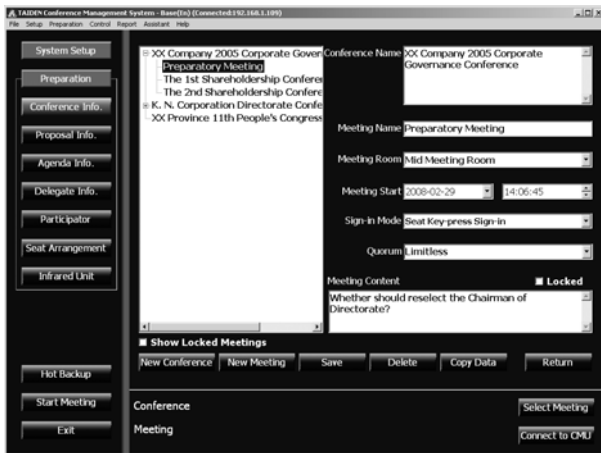 TAIDEN Conference Management System - Base(En) (Connected:192.168.1.109)
File Setup Preparation Control Report Assistant Help
System Setup
Preparation
Conference Info.
Proposal Info.
Agenda Info.
Delegate Info.
Participator
Seat Arrangement
Infrared Unit
Hot Backup
Start Meeting
Exit
XX Company 2005 Corporate Gover
Preparatory Meeting
The 1st Shareholdership Confere
The 2nd Shareholdership Confere
K. N. Corporation Directorate Confe
XX Province 11th People's Congress
Show Locked Meetings
Conference Name XX Company 2005 Corporate
Governance Conference
Meeting Name Preparatory Meeting
Meeting Room Mid Meeting Room
Meeting Start 2008-02-29 14:06:45
Sign-in Mode Seat Key-press Sign-in
Quorum Limitless
Meeting Content Locked
Whether should reselect the Chairman of
Directorate?
New Conference New Meeting Save Delete Copy Data Return
Conference
Meeting
Select Meeting
Connect to CMU